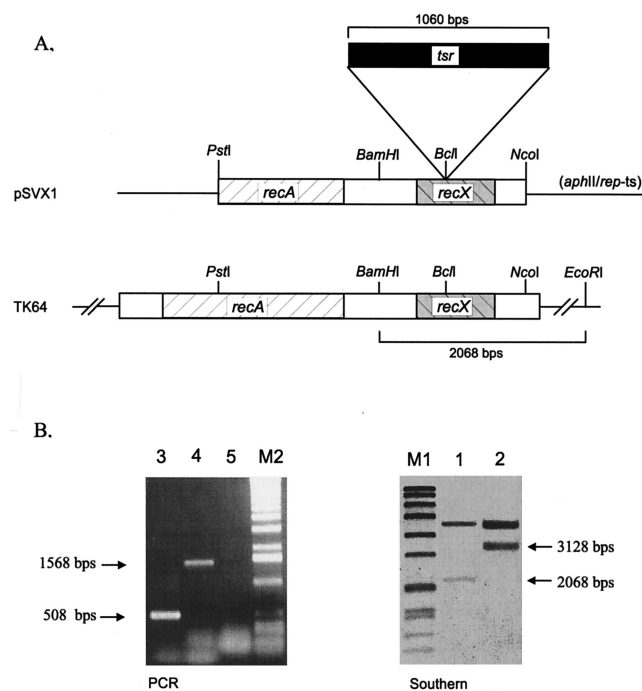 A.
1060 bps
tsr
PstI BamHI BclI NcoI
pSVX1 recA recX (aphII/rep-ts)
PstI BamHI BclI NcoI EcoRI
TK64 recA recX
2068 bps
B.
3 4 5 M2
1568 bps
508 bps
PCR
M1 1 2
3128 bps
2068 bps
Southern